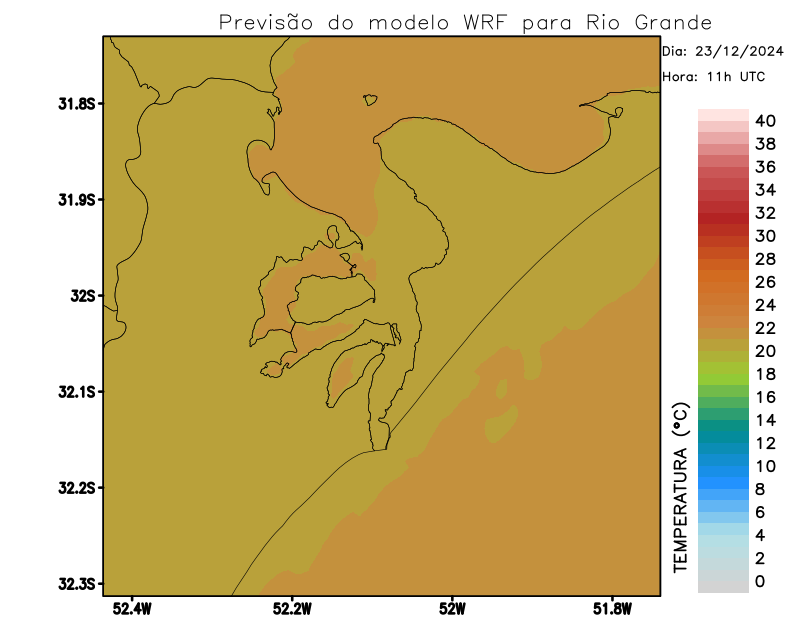 Previsão do modelo WRF para Rio Grande
Dia: 23/12/2024
Hora: 11h UTC
31.8S
31.9S
32S
32.1S
32.2S
32.3S
52.4W
52.2W
52W
51.8W
40
38
36
34
32
30
28
26
24
22
20
18
16
14
12
10
8
6
4
2
0
TEMPERATURA (°C)